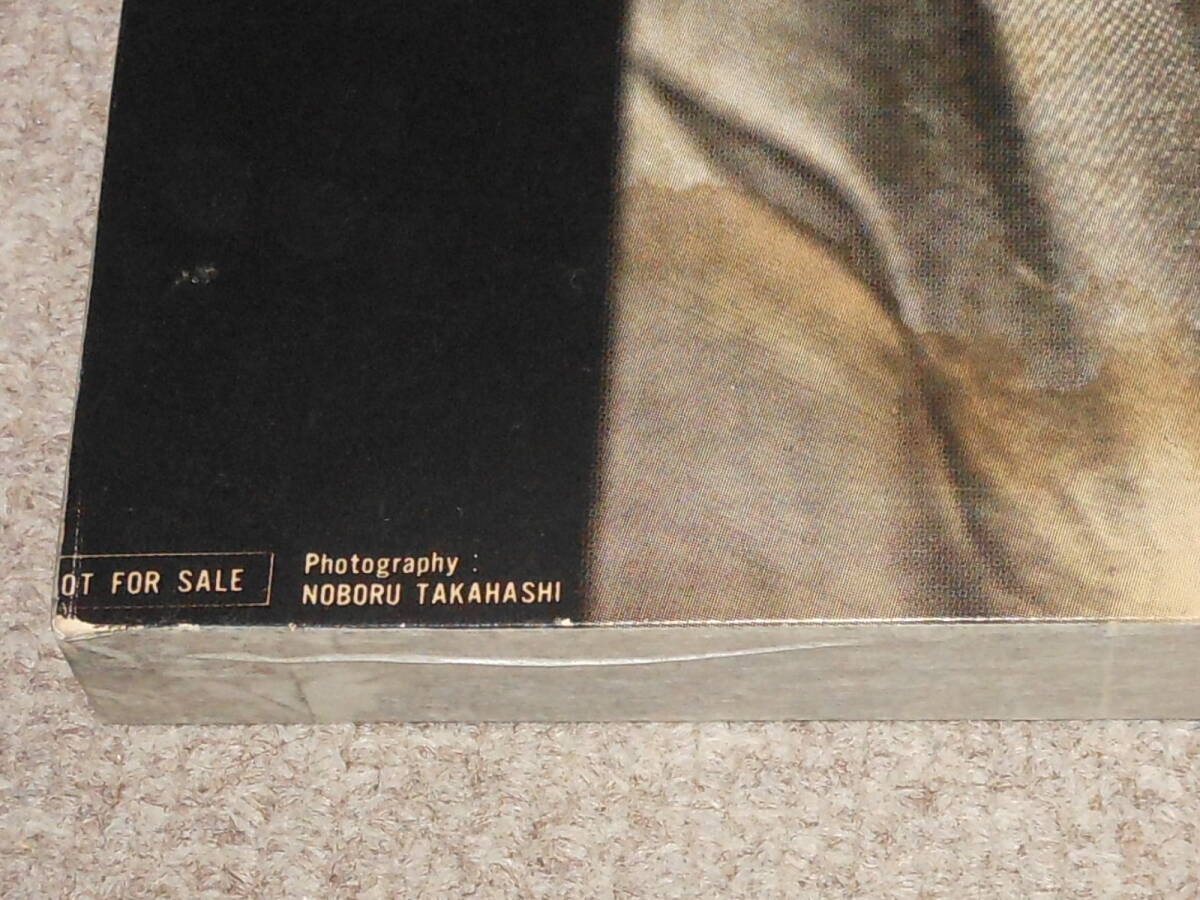 OT FOR SALE
Photography :
NOBORU TAKAHASHI